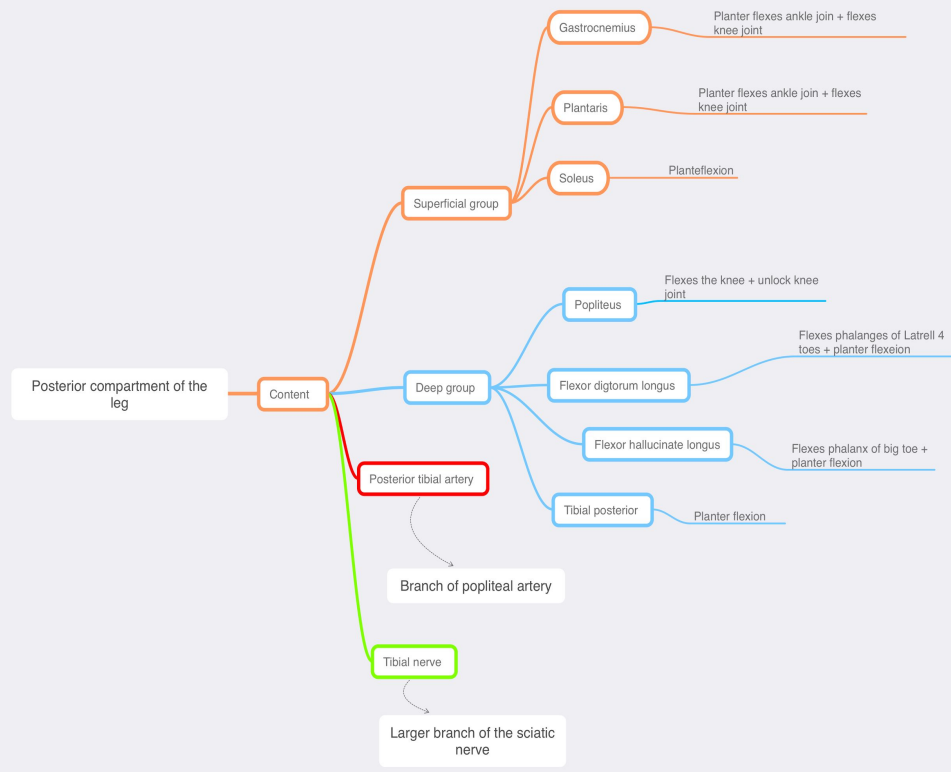 Planter flexes ankle join + flexes
knee joint
Gastrocnemius
Planter flexes ankle join + flexes
knee joint
Plantaris
Soleus
Planteflexion
Superficial group
Flexes the knee + unlock knee
joint
Popliteus
Flexes phalanges of Latrell 4
toes + planter flexeion
Posterior compartment of the
leg
Content
Deep group
Flexor digtorum longus
Flexor hallucinate longus
Flexes phalanx of big toe +
planter flexion
Posterior tibial artery
Tibial posterior
Planter flexion
Branch of popliteal artery
Tibial nerve
Larger branch of the sciatic
nerve